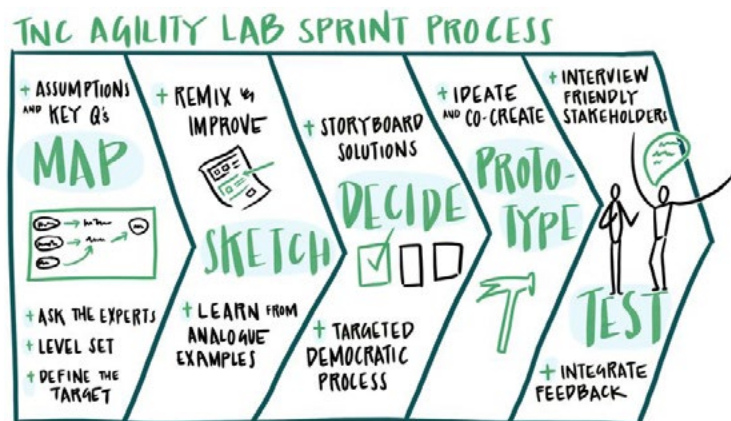 TNC AGILITY LAB SPRINT PROCESS
+ ASSUMPTIONS
AND KEY Q's
MAP
+ ASK THE EXPERTS
+ LEVEL SET
+ DEFINE THE
TARGET
+ REMIX &
IMPROVE
SKETCH
+ LEARN FROM
ANALOGUE
EXAMPLES
+ STORYBOARD
SOLUTIONS
DECIDE
+ TARGETED
DEMOCRATIC
PROCESS
+ IDEATE
AND CO-CREATE
PROTO-
TYPE
+ INTERVIEW
FRIENDLY
STAKEHOLDERS
TEST
+ INTEGRATE
FEEDBACK